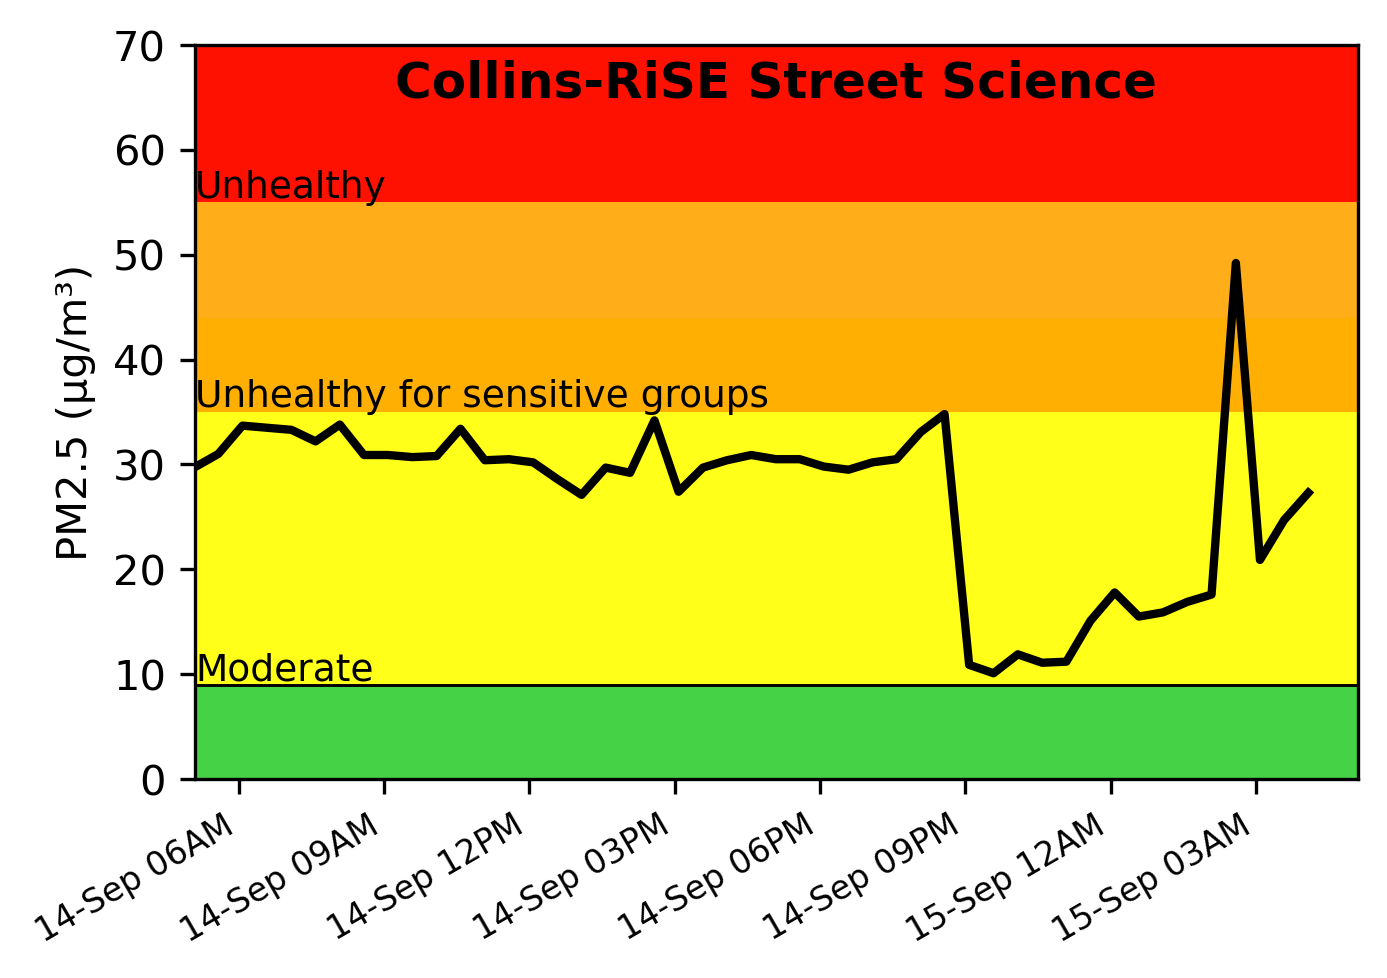 Collins-RiSE Street Science
70
60
Unhealthy
50
40
Unhealthy for sensitive groups
30
20
Moderate
10
0
PM2.5 (µg/m³)
14-Sep 06AM
14-Sep 09AM
14-Sep 12PM
14-Sep 03PM
14-Sep 06PM
14-Sep 09PM
15-Sep 12AM
15-Sep 03AM